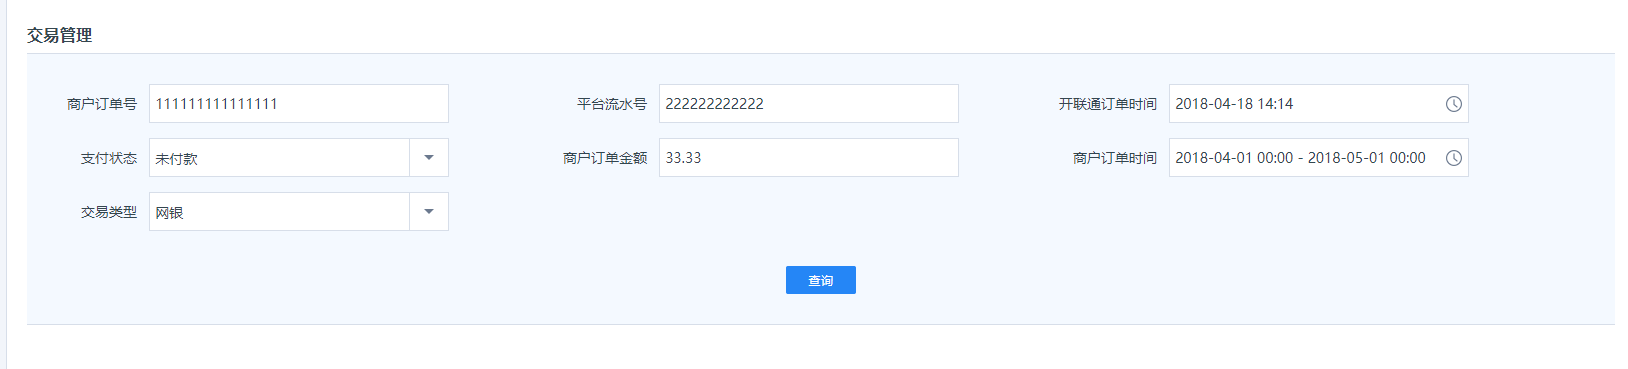 交易管理
商户订单号 111111111111111 平台流水号 222222222222 开联通订单时间 2018-04-18 14:14
支付状态 未付款 商户订单金额 33.33 商户订单时间 2018-04-01 00:00 - 2018-05-01 00:00
交易类型 网银
查询